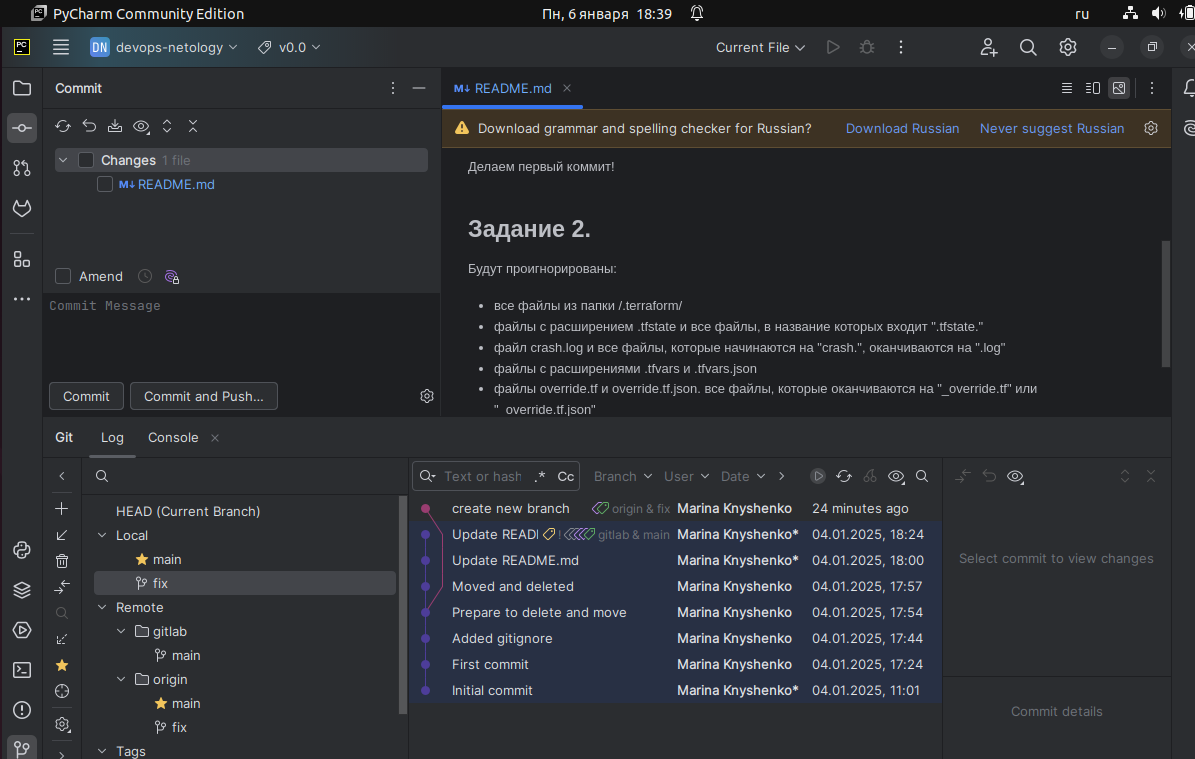 PyCharm Community Edition
Пн, 6 января 18:39
ru
DN devops-netology
v0.0
Current File
Commit
README.md
Download grammar and spelling checker for Russian? Download Russian Never suggest Russian
Changes 1 file
README.md
Amend
Commit Message
Commit
Commit and Push...
Делаем первый коммит!
Задание 2.
Будут проигнорированы:
все файлы из папки /.terraform/
файлы с расширением .tfstate и все файлы, в название которых входит ".tfstate."
файл crash.log и все файлы, которые начинаются на "crash.", оканчиваются на ".log"
файлы с расширениями .tfvars и .tfvars.json
файлы override.tf и override.tf.json. все файлы, которые оканчиваются на "_override.tf" или
"_override.tf.json"
Git Log Console
HEAD (Current Branch)
Local
main
fix
Remote
gitlab
main
origin
main
fix
Tags
Text or hash .* Cc Branch User Date
create new branch origin & fix Marina Knyshenko 24 minutes ago
Update READI ! gitlab & main Marina Knyshenko* 04.01.2025, 18:24
Update README.md Marina Knyshenko* 04.01.2025, 18:00
Moved and deleted Marina Knyshenko 04.01.2025, 17:57
Prepare to delete and move Marina Knyshenko 04.01.2025, 17:54
Added gitignore Marina Knyshenko 04.01.2025, 17:44
First commit Marina Knyshenko 04.01.2025, 17:24
Initial commit Marina Knyshenko* 04.01.2025, 11:01
Select commit to view changes
Commit details